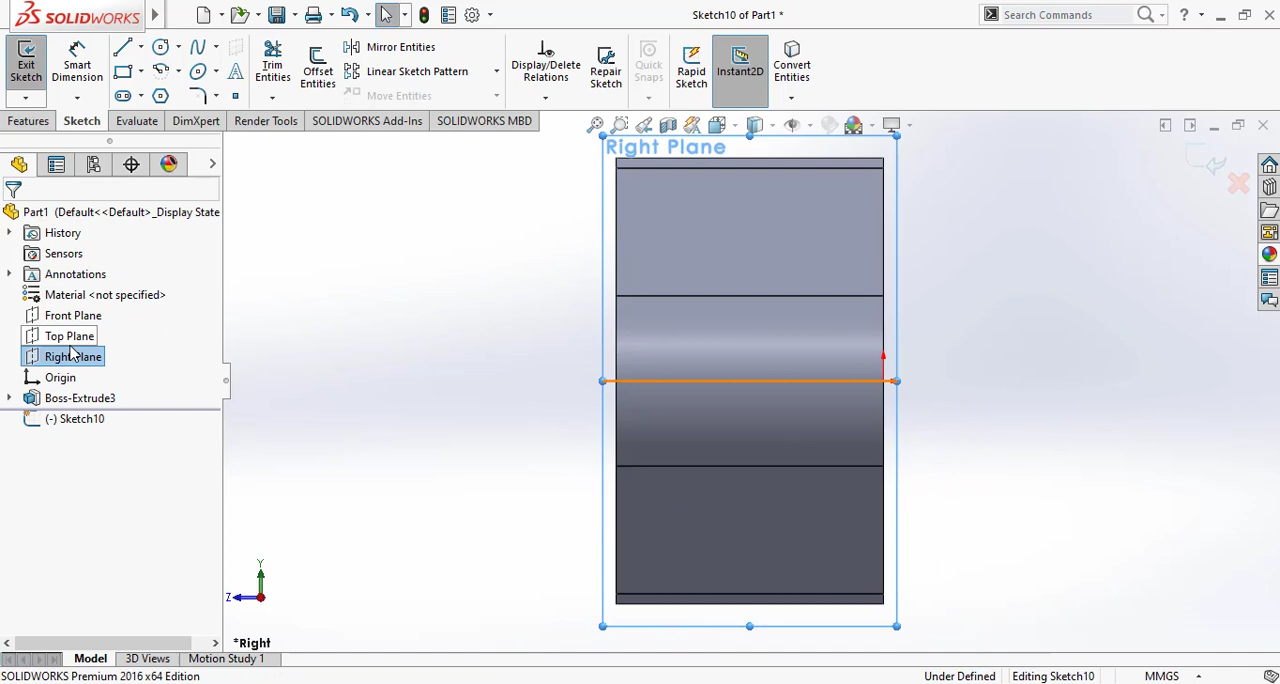 SOLIDWORKS
Sketch10 of Part1 *
Search Commands
Exit Sketch
Smart Dimension
Trim Entities
Offset Entities
Mirror Entities
Linear Sketch Pattern
Move Entities
Display/Delete Relations
Repair Sketch
Quick Snaps
Rapid Sketch
Instant2D
Convert Entities
Features
Sketch
Evaluate
DimXpert
Render Tools
SOLIDWORKS Add-Ins
SOLIDWORKS MBD
Right Plane
Part1 (Default<<Default>_Display State
History
Sensors
Annotations
Material <not specified>
Front Plane
Top Plane
Right Plane
Origin
Boss-Extrude3
(-) Sketch10
Y
Z
*Right
Model
3D Views
Motion Study 1
SOLIDWORKS Premium 2016 x64 Edition
Under Defined
Editing Sketch10
MMGS